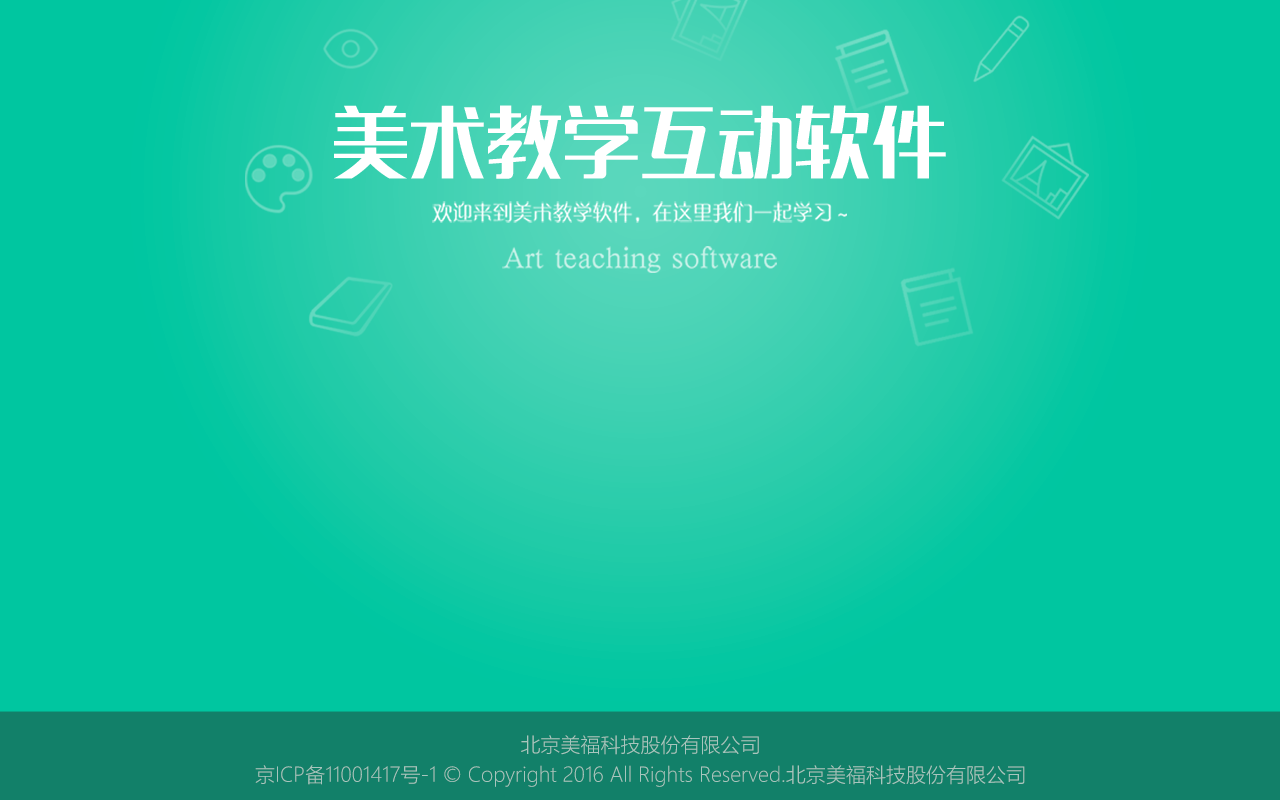 美术教学互动软件
欢迎来到美术教学软件，在这里我们一起学习~
Art teaching software
北京美福科技股份有限公司
京ICP备11001417号-1 © Copyright 2016 All Rights Reserved.北京美福科技股份有限公司